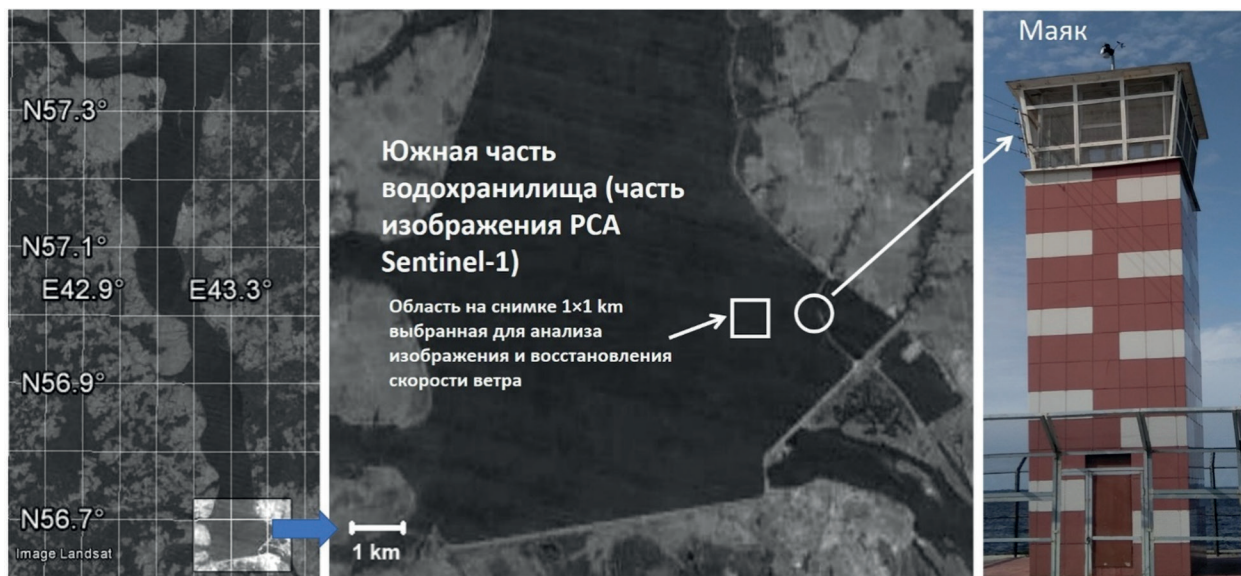 N57.3°
N57.1°
E42.9° E43.3°
N56.9°
N56.7°
Image Landsat
Южная часть
водохранилища (часть
изображения РСА
Sentinel-1)
Область на снимке 1×1 km
выбранная для анализа
изображения и восстановления
скорости ветра
1 km
Маяк